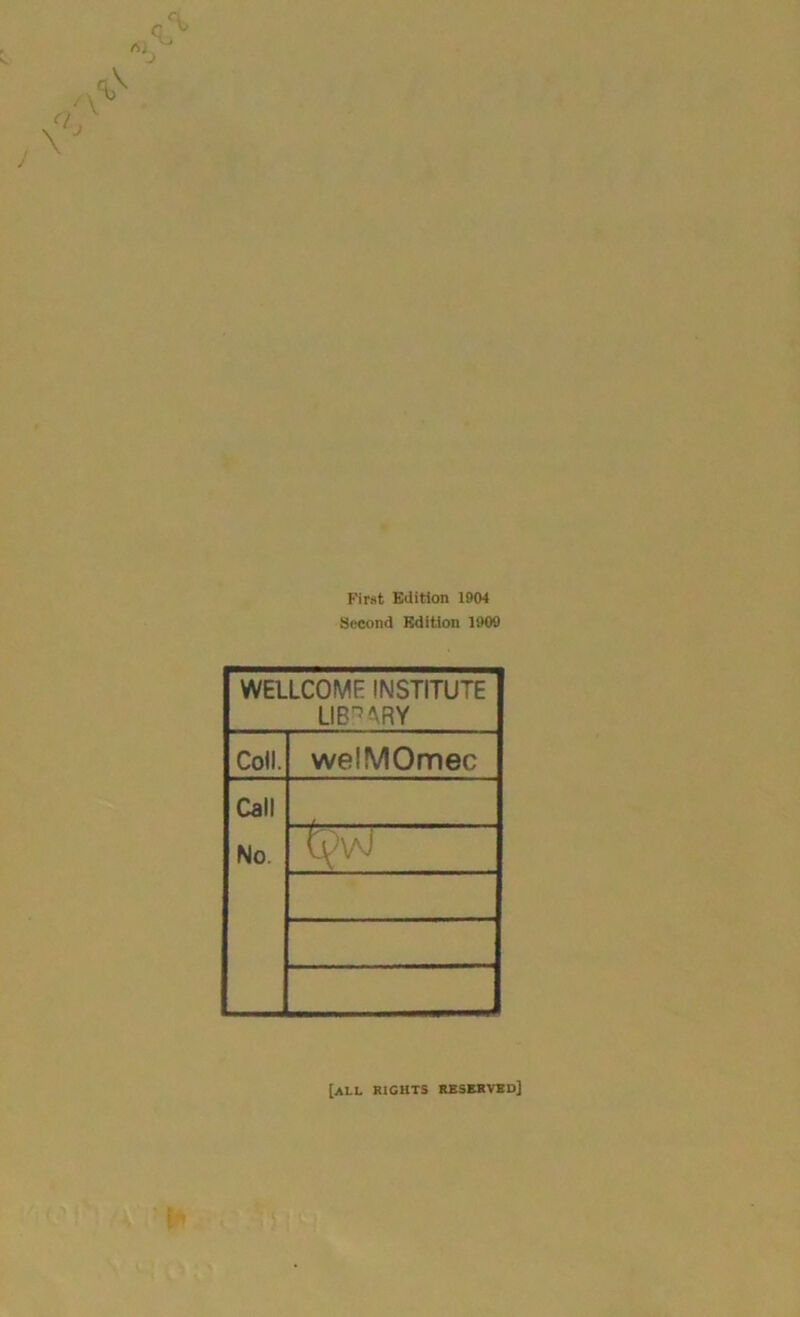 First Edition 1904
Second Edition 1909
WELLCOME INSTITUTE
LIBRARY
Coll. welMOmec
Call
No. QW
[ALL RIGHTS RESERVED]